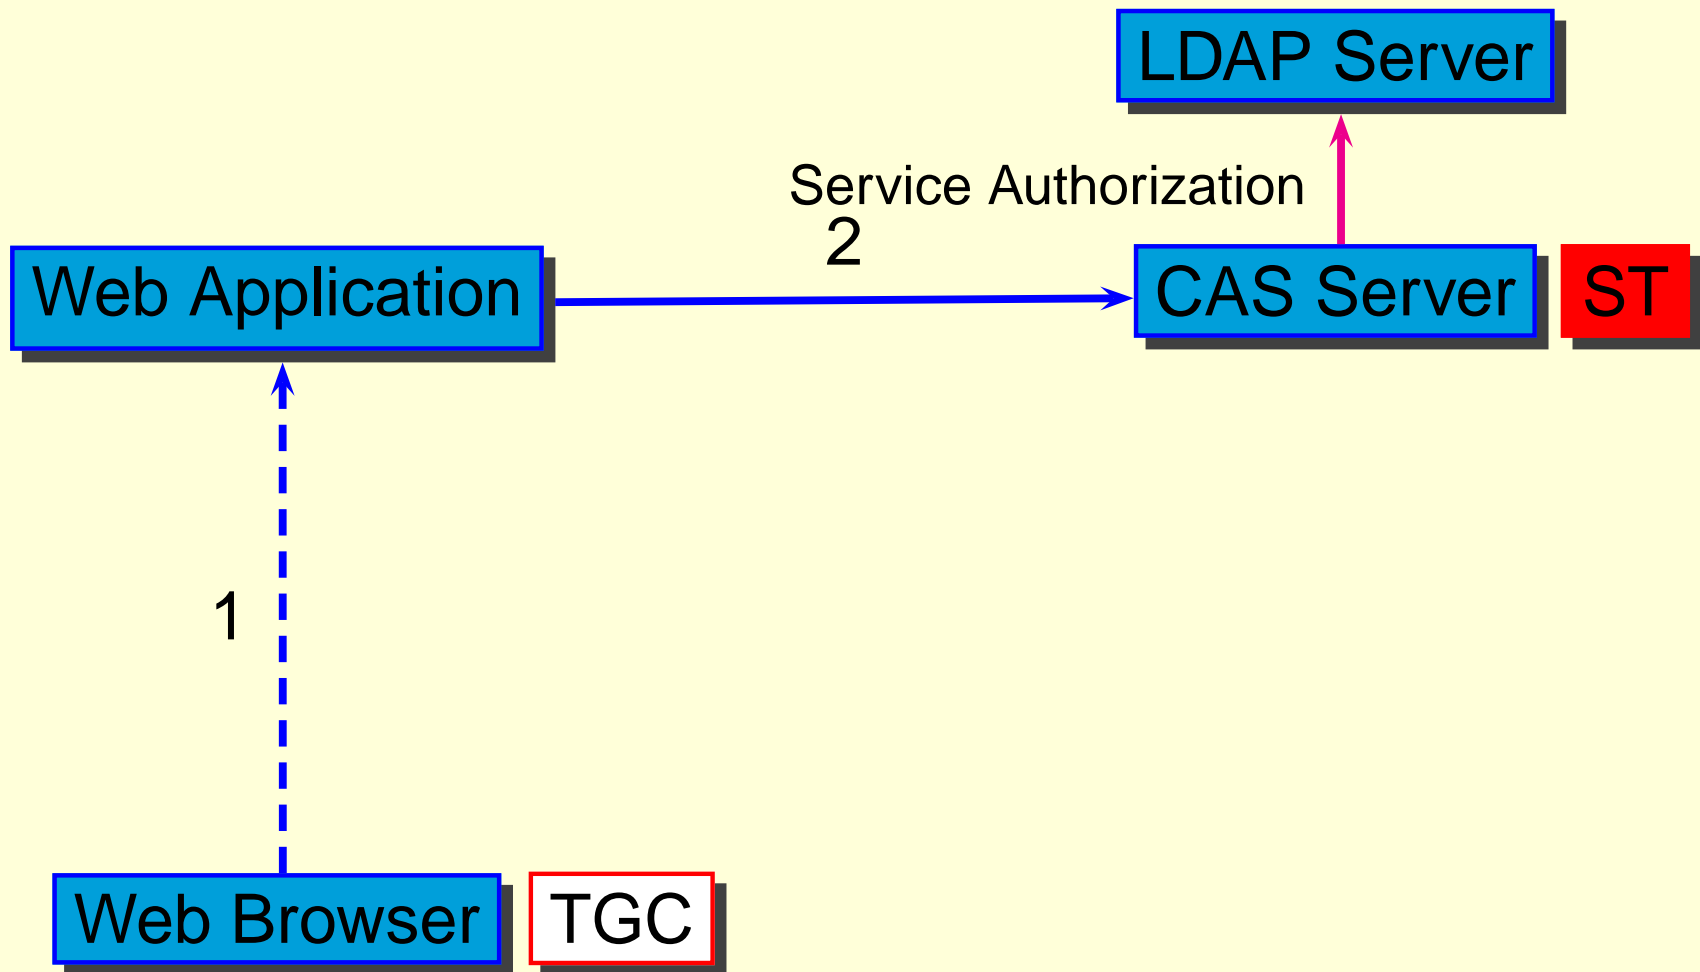 LDAP Server
Service Authorization
2
Web Application
CAS Server
ST
1
Web Browser
TGC